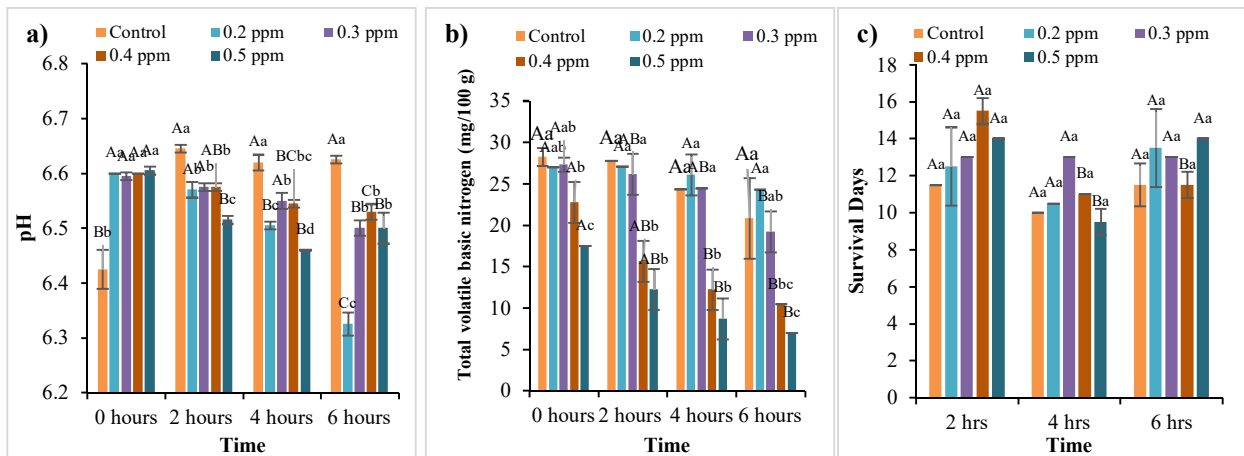 a)
Control 0.2 ppm 0.3 ppm
0.4 ppm 0.5 ppm
6.8
6.7
6.6
6.5
6.4
6.3
6.2
pH
Bb Aa Aa Aa Aa
Aa Ab Ab ABb Bc
Aa Bc Ab BCbc Bd
Aa Cc Bb Cb Bb
0 hours 2 hours 4 hours 6 hours
Time
b)
Control 0.2 ppm 0.3 ppm
0.4 ppm 0.5 ppm
35
30
25
20
15
10
5
0
Total volatile basic nitrogen (mg/100 g)
Aa Aab Aab Ab Ac
Aa Aa ABa ABb ABb
Aa Aa ABa Bb Bb
Aa Aa Bab Bbc Bc
0 hours 2 hours 4 hours 6 hours
Time
c)
Control 0.2 ppm 0.3 ppm
0.4 ppm 0.5 ppm
18
16
14
12
10
8
6
4
2
0
Survival Days
Aa Aa Aa Aa Aa
Aa Aa Aa Ba Ba
Aa Aa Aa Ba Aa
2 hrs 4 hrs 6 hrs
Time